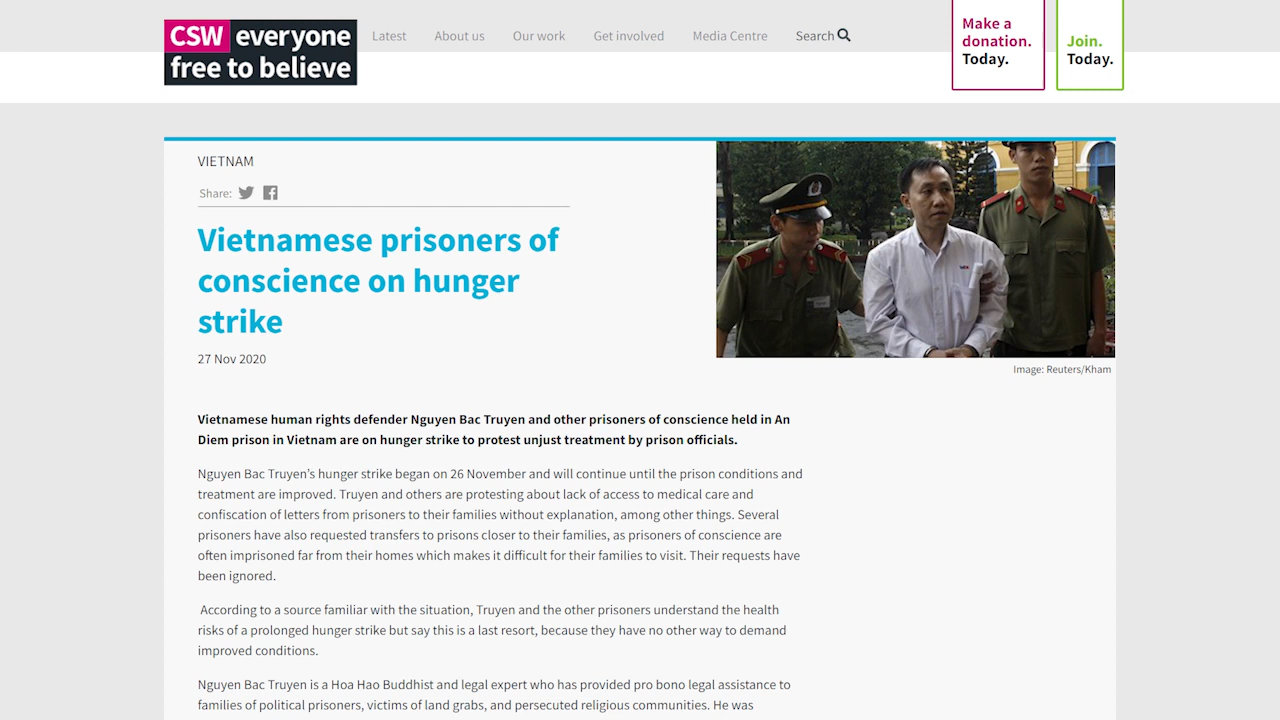 CSW everyone
free to believe
Latest
About us
Our work
Get involved
Media Centre
Search
Make a
donation.
Today.
Join.
Today.
VIETNAM
Share:
Vietnamese prisoners of
conscience on hunger
strike
27 Nov 2020
Image: Reuters/Kham
Vietnamese human rights defender Nguyen Bac Truyen and other prisoners of conscience held in An
Diem prison in Vietnam are on hunger strike to protest unjust treatment by prison officials.
Nguyen Bac Truyen’s hunger strike began on 26 November and will continue until the prison conditions and
treatment are improved. Truyen and others are protesting about lack of access to medical care and
confiscation of letters from prisoners to their families without explanation, among other things. Several
prisoners have also requested transfers to prisons closer to their families, as prisoners of conscience are
often imprisoned far from their homes which makes it difficult for their families to visit. Their requests have
been ignored.
According to a source familiar with the situation, Truyen and the other prisoners understand the health
risks of a prolonged hunger strike but say this is a last resort, because they have no other way to demand
improved conditions.
Nguyen Bac Truyen is a Hoa Hao Buddhist and legal expert who has provided pro bono legal assistance to
families of political prisoners, victims of land grabs, and persecuted religious communities. He was